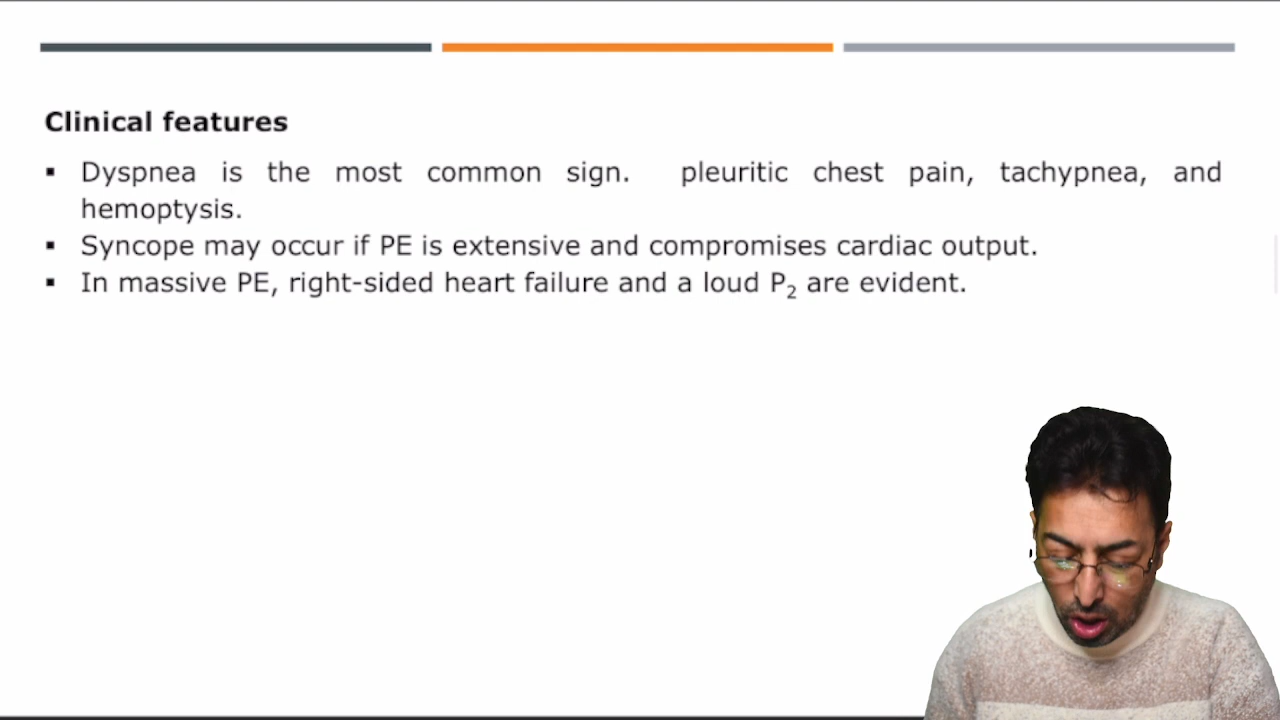 Clinical features
▪ Dyspnea is the most common sign. pleuritic chest pain, tachypnea, and
hemoptysis.
▪ Syncope may occur if PE is extensive and compromises cardiac output.
▪ In massive PE, right-sided heart failure and a loud P₂ are evident.